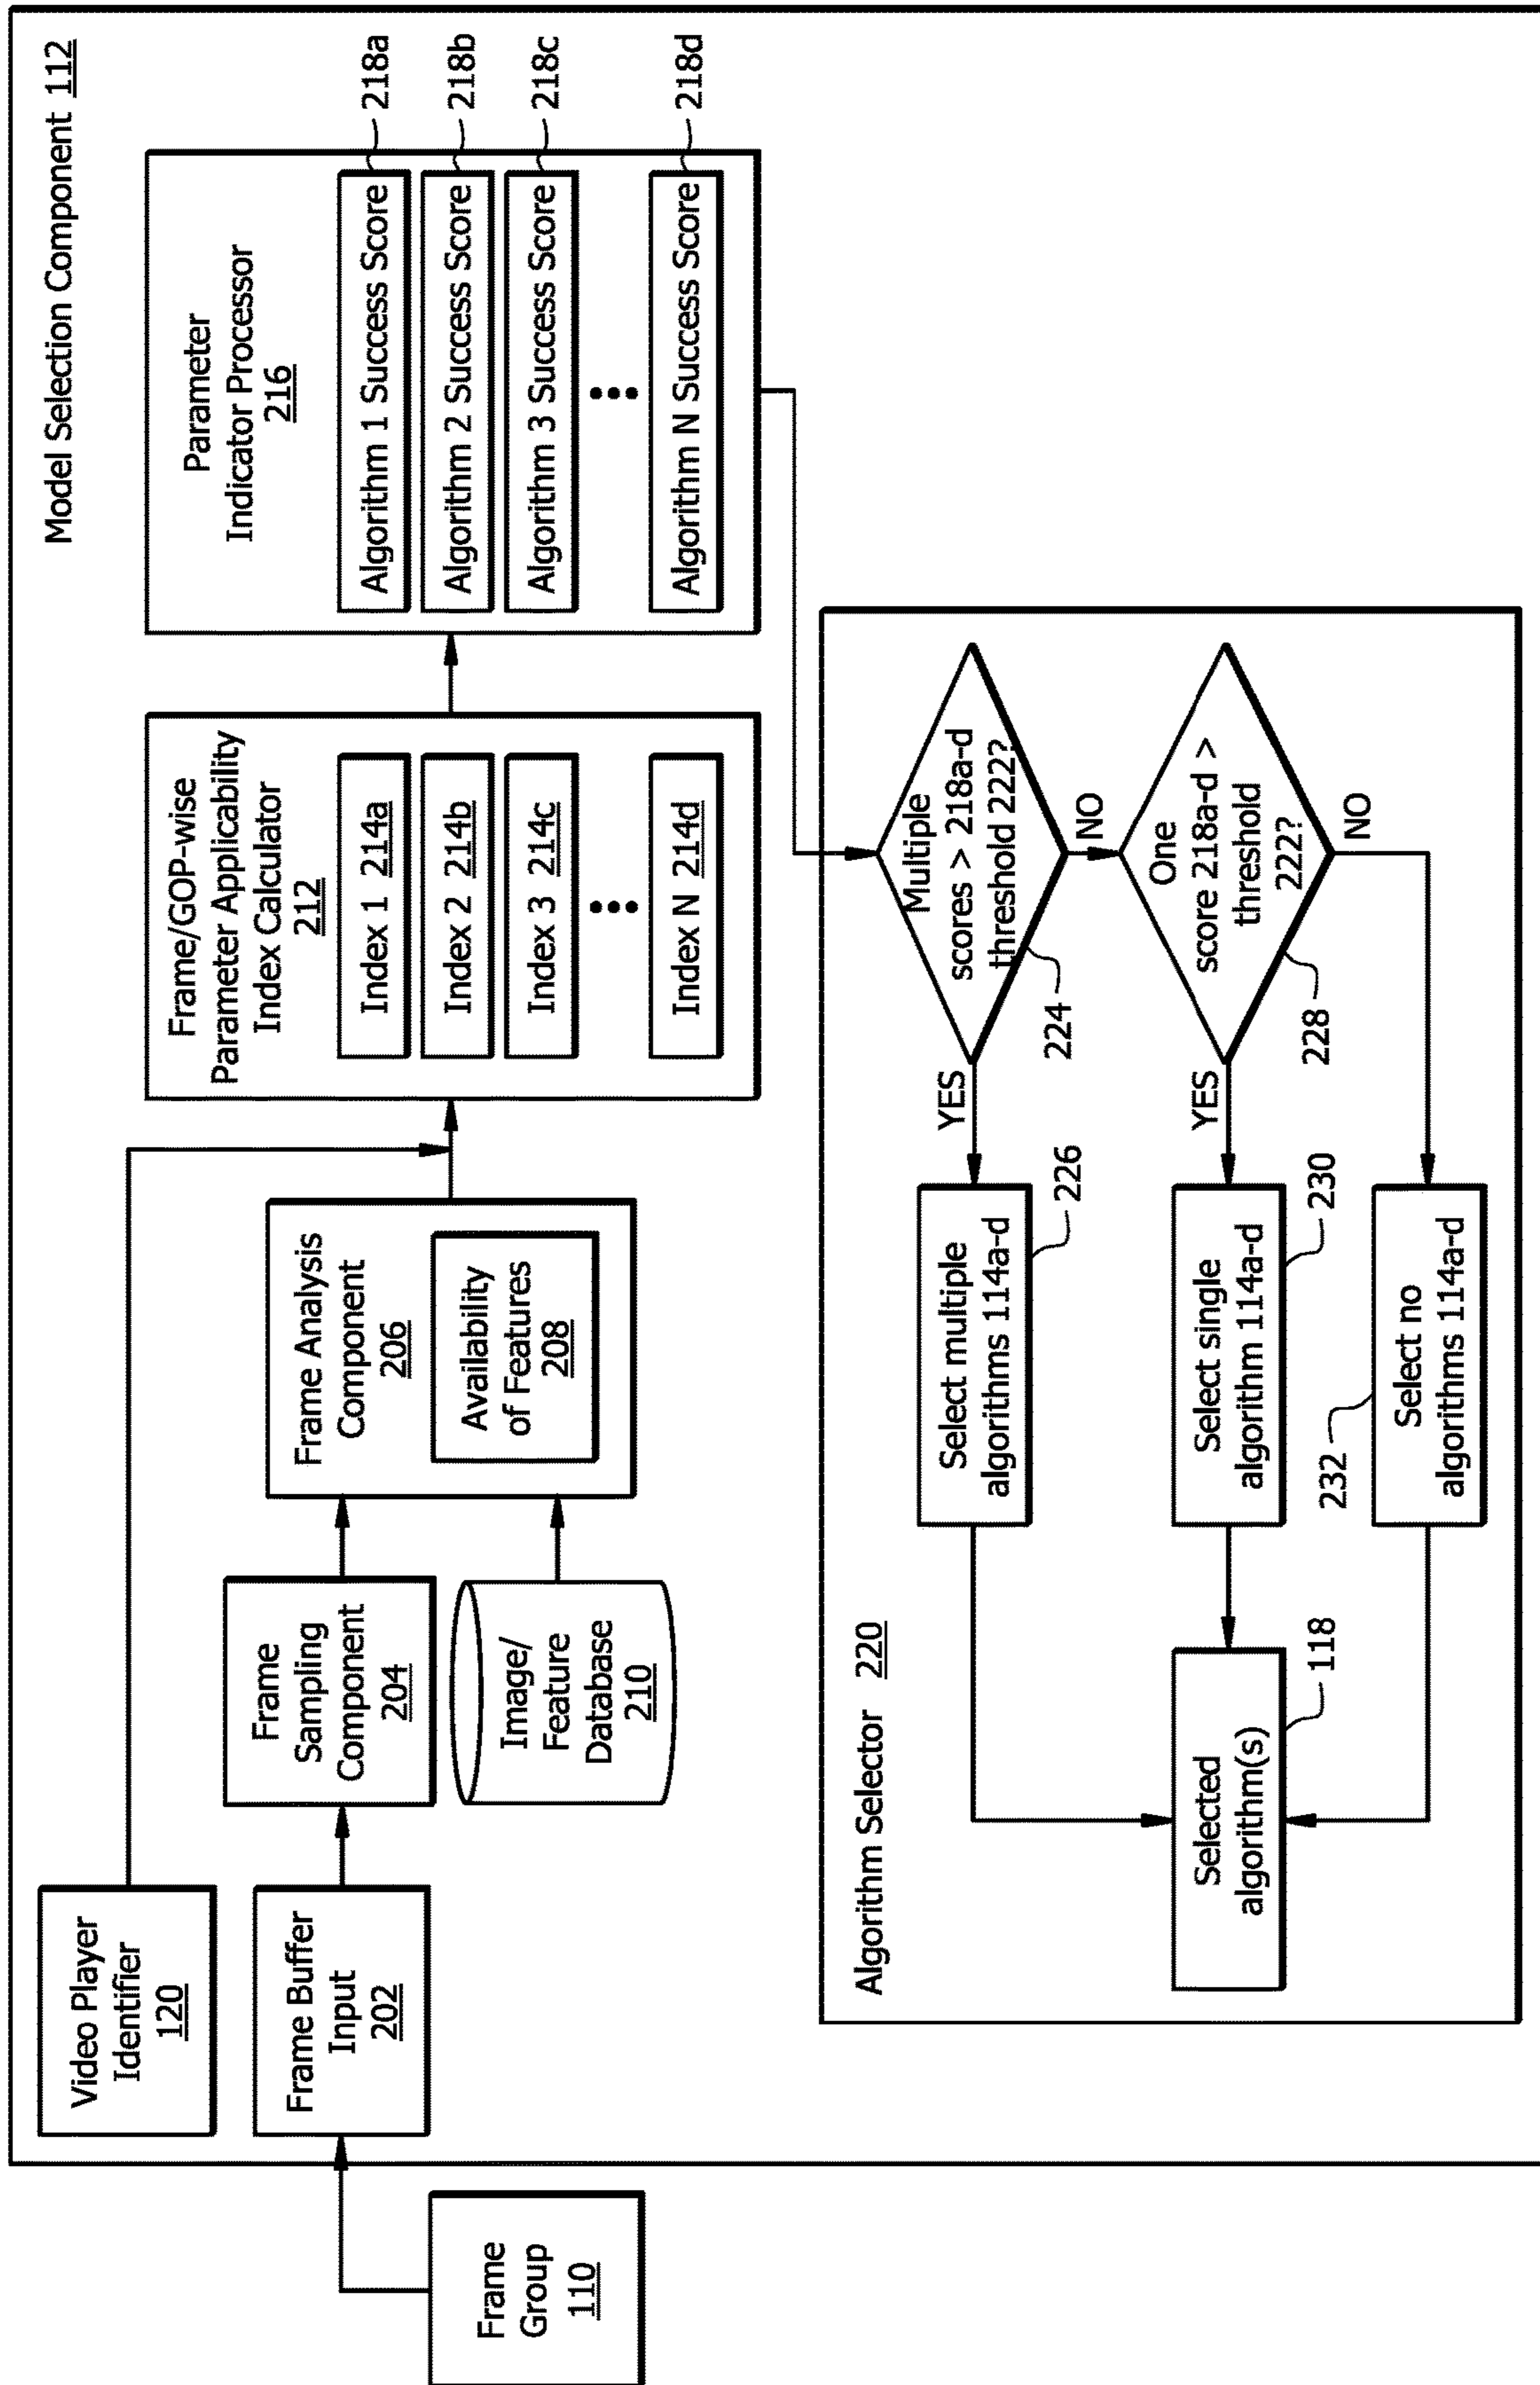 Model Selection Component 112
Video Player
Identifier
120
Frame
Group
110
Frame Buffer
Input
202
Frame
Sampling
Component
204
Image/
Feature
Database
210
Frame Analysis
Component
206
Availability
of Features
208
Frame/GOP-wise
Parameter Applicability
Index Calculator
212
Index 1 214a
Index 2 214b
Index 3 214c
Index N 214d
Parameter
Indicator Processor
216
Algorithm 1 Success Score
218a
Algorithm 2 Success Score
218b
Algorithm 3 Success Score
218c
Algorithm N Success Score
218d
Algorithm Selector 220
Multiple
scores > 218a-d
threshold 222?
224
YES
NO
Select multiple
algorithms 114a-d
226
One
score 218a-d >
threshold
222?
228
YES
NO
Select single
algorithm 114a-d
230
Select no
algorithms 114a-d
232
Selected
algorithm(s)
118